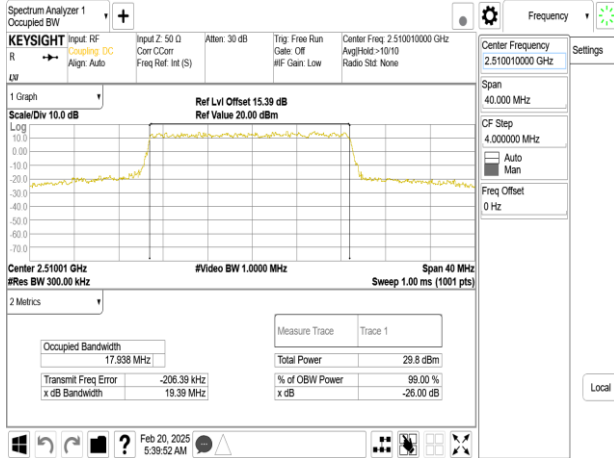 Spectrum Analyzer 1
Occupied BW
+
Frequency
KEYSIGHT
R
Input: RF
Coupling: DC
Align: Auto
Input Z: 50 Ω
Corr CCorr
Freq Ref: Int (S)
Atten: 30 dB
Trig: Free Run
Gate: Off
#IF Gain: Low
Center Freq: 2.510010000 GHz
Avg|Hold:>10/10
Radio Std: None
Center Frequency
2.510010000 GHz
Settings
Span
40.000 MHz
CF Step
4.000000 MHz
Auto
Man
Freq Offset
0 Hz
Local
1 Graph
Scale/Div 10.0 dB
Ref Lvl Offset 15.39 dB
Ref Value 20.00 dBm
Log
10.0
0.00
-10.0
-20.0
-30.0
-40.0
-50.0
-60.0
-70.0
Center 2.51001 GHz
#Res BW 300.00 kHz
#Video BW 1.0000 MHz
Span 40 MHz
Sweep 1.00 ms (1001 pts)
2 Metrics
Measure Trace Trace 1
Occupied Bandwidth
17.938 MHz
Total Power 29.8 dBm
Transmit Freq Error -206.39 kHz
% of OBW Power 99.00 %
x dB Bandwidth 19.39 MHz
x dB -26.00 dB
?
Feb 20, 2025
5:39:52 AM